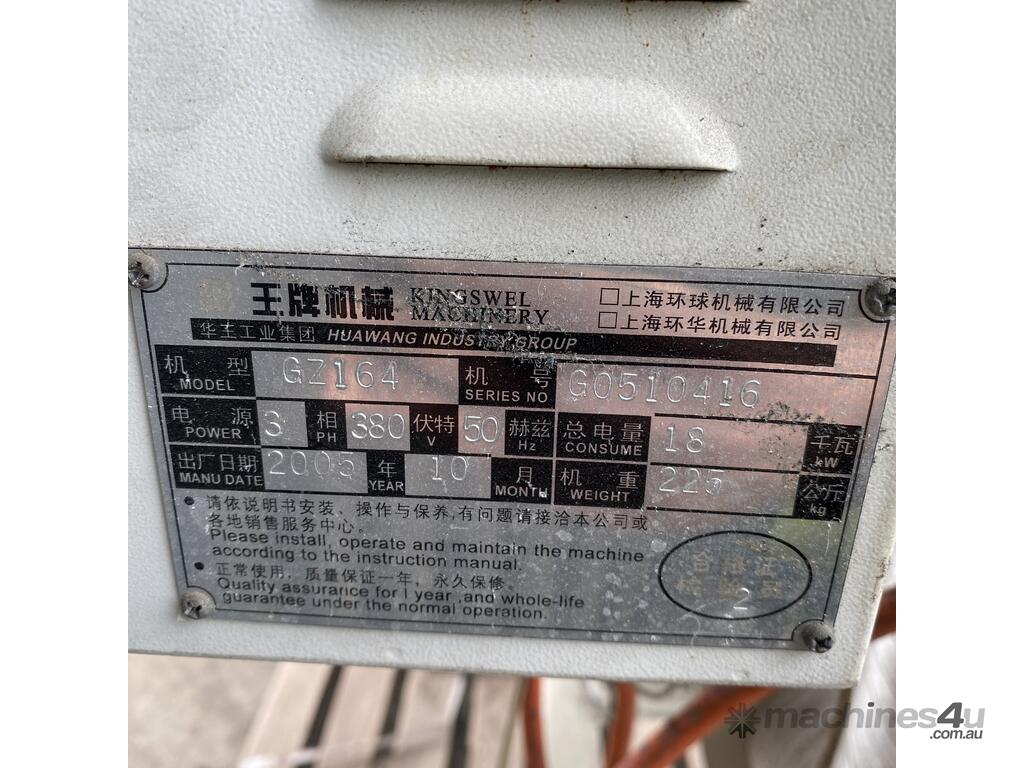 王牌机械 KINGSWEL MACHINERY
□上海环球机械有限公司
□上海环华机械有限公司
华王工业集团 HUAWANG INDUSTRY GROUP
机型 MODEL GZ164 机号 SERIES NO G0510416
电源 POWER 3 相 PH 380 伏特 V 50 赫兹 Hz 总电量 CONSUME 18 千瓦 kW
出厂日期 MANU DATE 2005 年 YEAR 10 月 MONTH 机重 WEIGHT 225 公斤 kg
• 请依说明书安装、操作与保养,有问题请接洽本公司或
各地销售服务中心。
Please install, operate and maintain the machine
according to the instruction manual.
• 正常使用,质量保证一年,永久保修。
Quality assurance for 1 year ,and whole-life
guarantee under the normal operation.
合格证
2
machines4u
.com.au